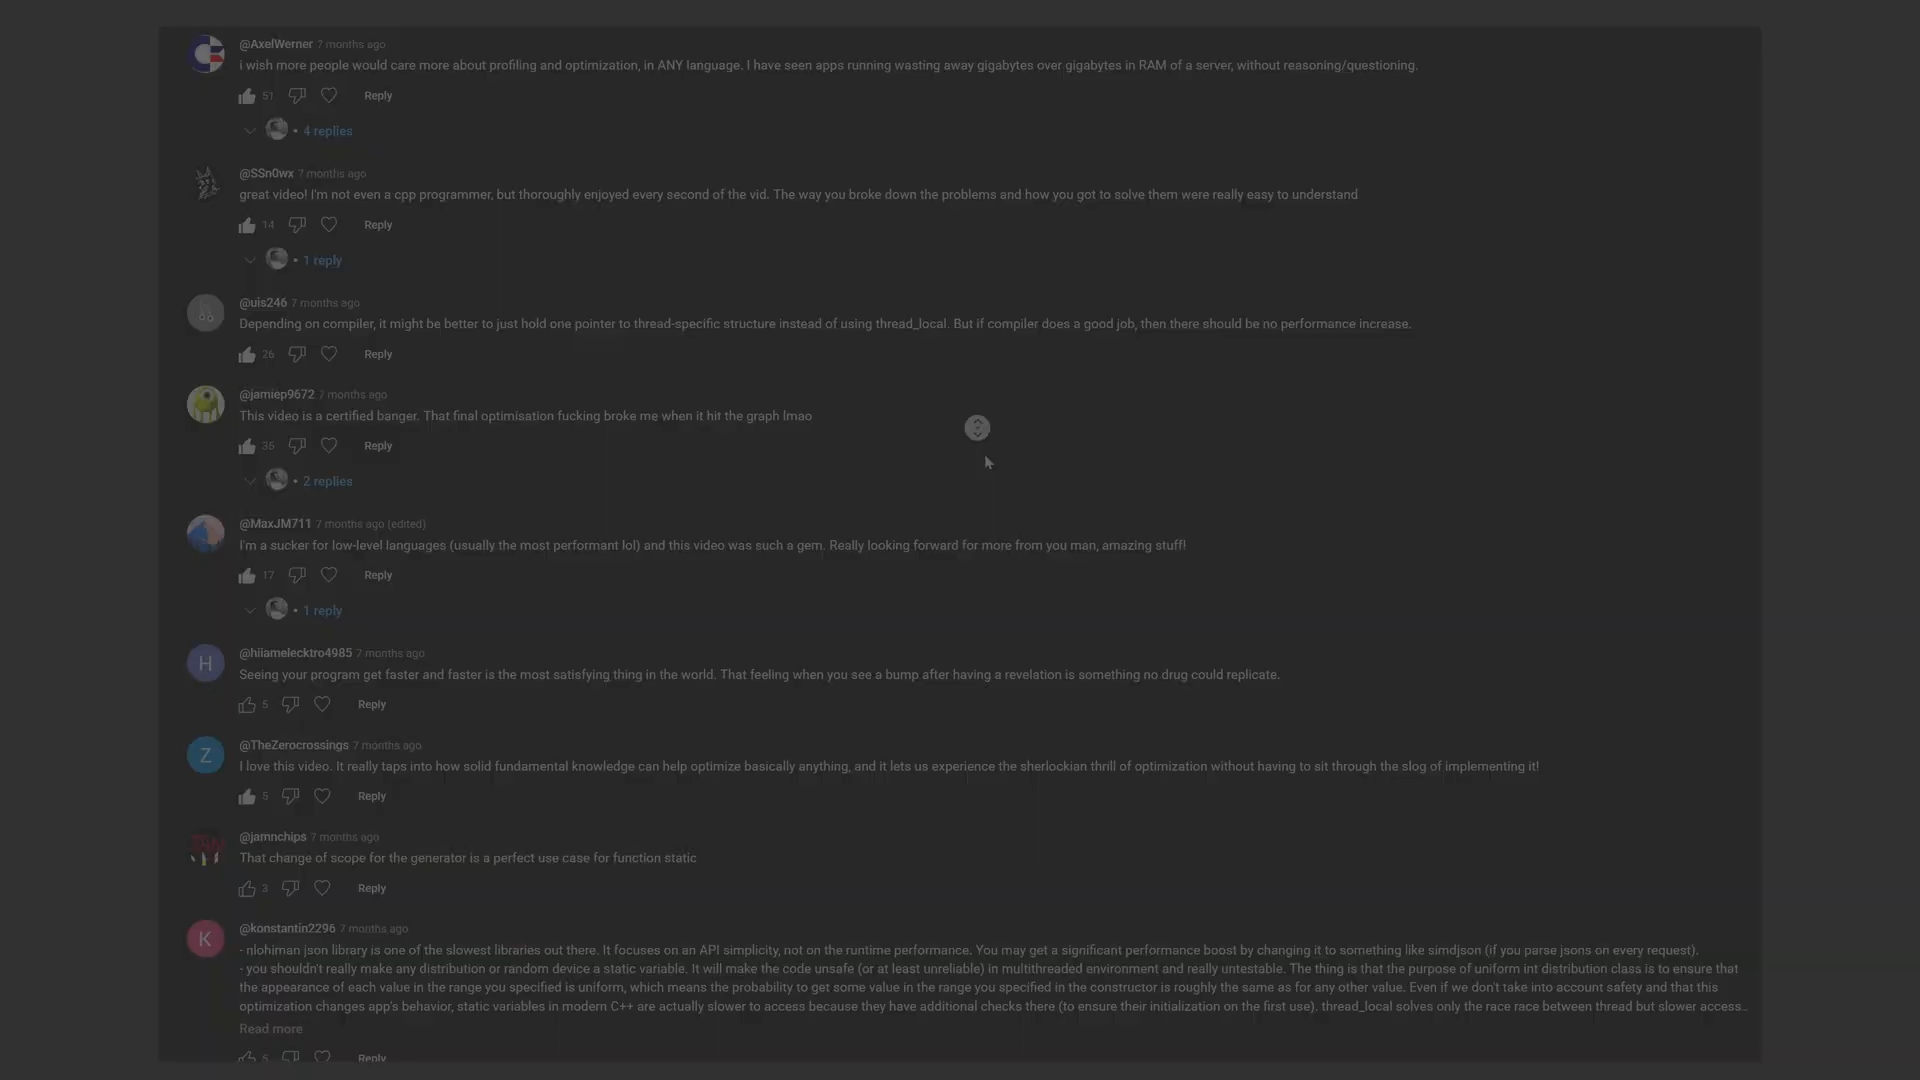 @AxelWerner 7 months ago
i wish more people would care more about profiling and optimization, in ANY language. I have seen apps running wasting away gigabytes over gigabytes in RAM of a server, without reasoning/questioning.
51 Reply
• 4 replies
@SSn0wx 7 months ago
great video! I'm not even a cpp programmer, but thoroughly enjoyed every second of the vid. The way you broke down the problems and how you got to solve them were really easy to understand
14 Reply
• 1 reply
@uis246 7 months ago
Depending on compiler, it might be better to just hold one pointer to thread-specific structure instead of using thread_local. But if compiler does a good job, then there should be no performance increase.
26 Reply
@jamiep9672 7 months ago
This video is a certified banger. That final optimisation fucking broke me when it hit the graph lmao
35 Reply
• 2 replies
@MaxJM711 7 months ago (edited)
I'm a sucker for low-level languages (usually the most performant lol) and this video was such a gem. Really looking forward for more from you man, amazing stuff!
17 Reply
• 1 reply
H
@hiiamelecktro4985 7 months ago
Seeing your program get faster and faster is the most satisfying thing in the world. That feeling when you see a bump after having a revelation is something no drug could replicate.
5 Reply
Z
@TheZerocrossings 7 months ago
I love this video. It really taps into how solid fundamental knowledge can help optimize basically anything, and it lets us experience the sherlockian thrill of optimization without having to sit through the slog of implementing it!
5 Reply
@jamnchips 7 months ago
That change of scope for the generator is a perfect use case for function static
3 Reply
K
@konstantin2296 7 months ago
- nlohiman json library is one of the slowest libraries out there. It focuses on an API simplicity, not on the runtime performance. You may get a significant performance boost by changing it to something like simdjson (if you parse jsons on every request).
- you shouldn't really make any distribution or random device a static variable. It will make the code unsafe (or at least unreliable) in multithreaded environment and really untestable. The thing is that the purpose of uniform int distribution class is to ensure that
the appearance of each value in the range you specified is uniform, which means the probability to get some value in the range you specified in the constructor is roughly the same as for any other value. Even if we don't take into account safety and that this
optimization changes app's behavior, static variables in modern C++ are actually slower to access because they have additional checks there (to ensure their initialization on the first use). thread_local solves only the race race between thread but slower access...
Read more
5 Reply